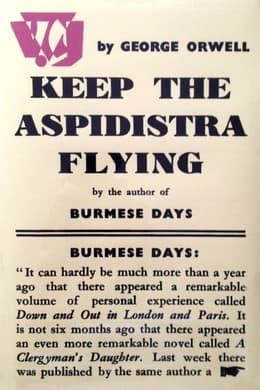 VG
by GEORGE ORWELL
KEEP THE
ASPIDISTRA
FLYING
by the author of
BURMESE DAYS
BURMESE DAYS:
"It can hardly be much more than a year
ago that there appeared a remarkable
volume of personal experience called
Down and Out in London and Paris. It
is not six months ago that there appeared
an even more remarkable novel called A
Clergyman's Daughter. Last week there
was published by the same author a